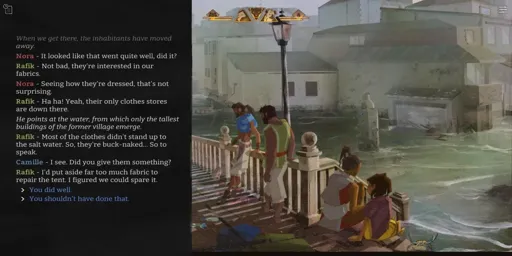 When we get there, the inhabitants have moved
away.
Nora - It looked like that went quite well, did it?
Rafik - Not bad, they're interested in our
fabrics.
Nora - Seeing how they're dressed, that's not
surprising.
Rafik - Ha ha! Yeah, their only clothes stores
are down there.
He points at the water, from which only the tallest
buildings of the former village emerge.
Rafik - Most of the clothes didn't stand up to
the salt water. So, they're buck-naked.. So to
speak.
Camille - I see. Did you give them something?
Rafik - I'd put aside far too much fabric to
repair the tent. I figured we could spare it.
> You did well
> You shouldn't have done that.